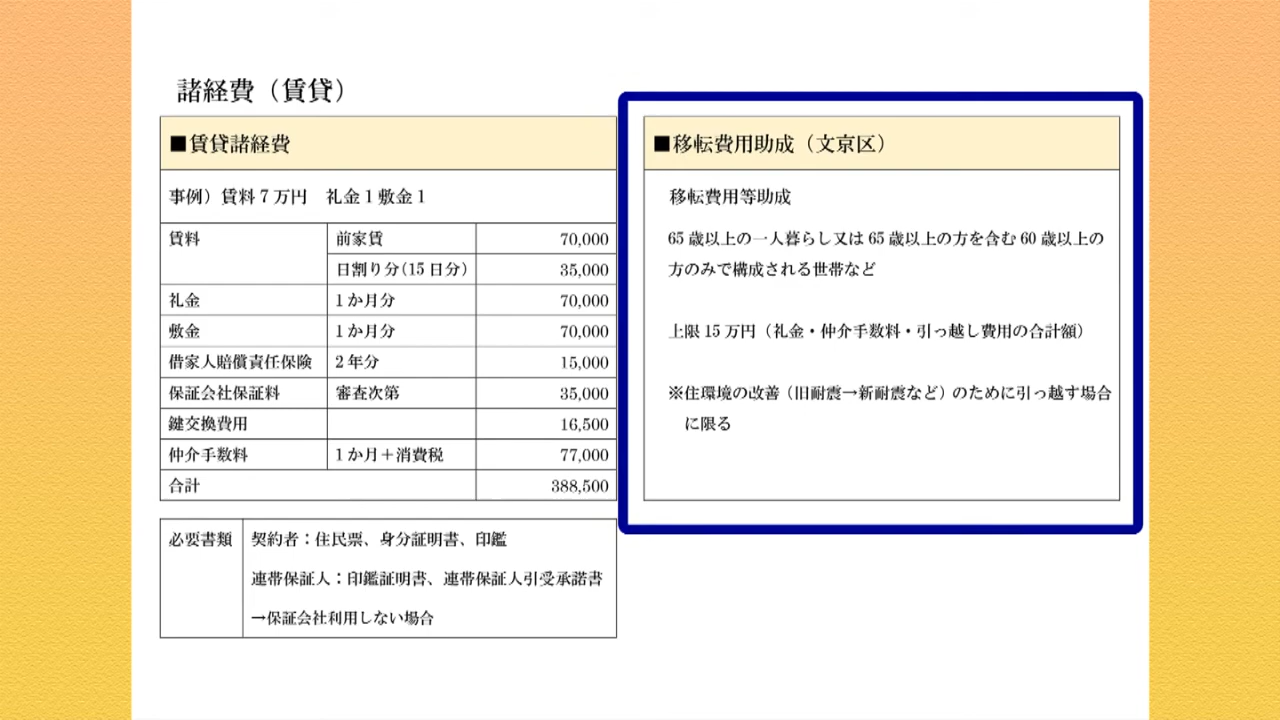 諸経費（賃貸）
■賃貸諸経費
事例）賃料7万円　礼金1敷金1
賃料 前家賃 70,000
日割り分（15日分） 35,000
礼金 1か月分 70,000
敷金 1か月分 70,000
借家人賠償責任保険 2年分 15,000
保証会社保証料 審査次第 35,000
鍵交換費用 16,500
仲介手数料 1か月＋消費税 77,000
合計 388,500
必要書類 契約者：住民票、身分証明書、印鑑
連帯保証人：印鑑証明書、連帯保証人引受承諾書
→保証会社利用しない場合
■移転費用助成（文京区）
移転費用等助成
65歳以上の一人暮らし又は65歳以上の方を含む60歳以上の
方のみで構成される世帯など
上限15万円（礼金・仲介手数料・引っ越し費用の合計額）
※住環境の改善（旧耐震→新耐震など）のために引っ越す場合
に限る